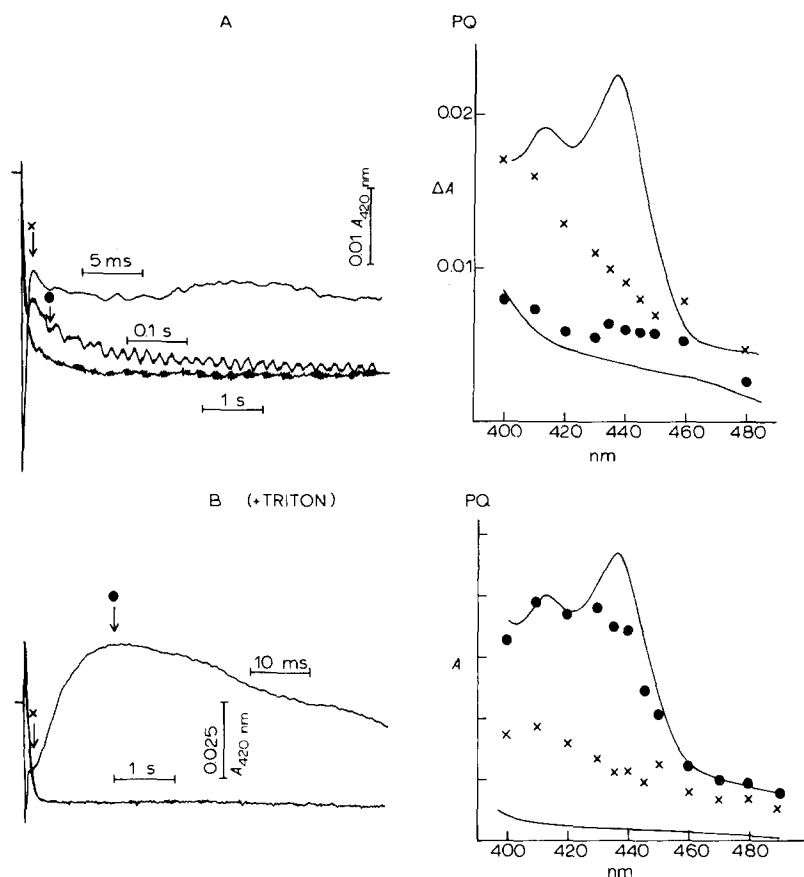 A
PQ
0.02
ΔA
0.01
0.01 A420 nm
×
5 ms
0.1 s
1 s
400 420 440 460 480
nm
B (+TRITON)
PQ
A
10 ms
0.025
A420 nm
×
1 s
400 420 440 460 480
nm